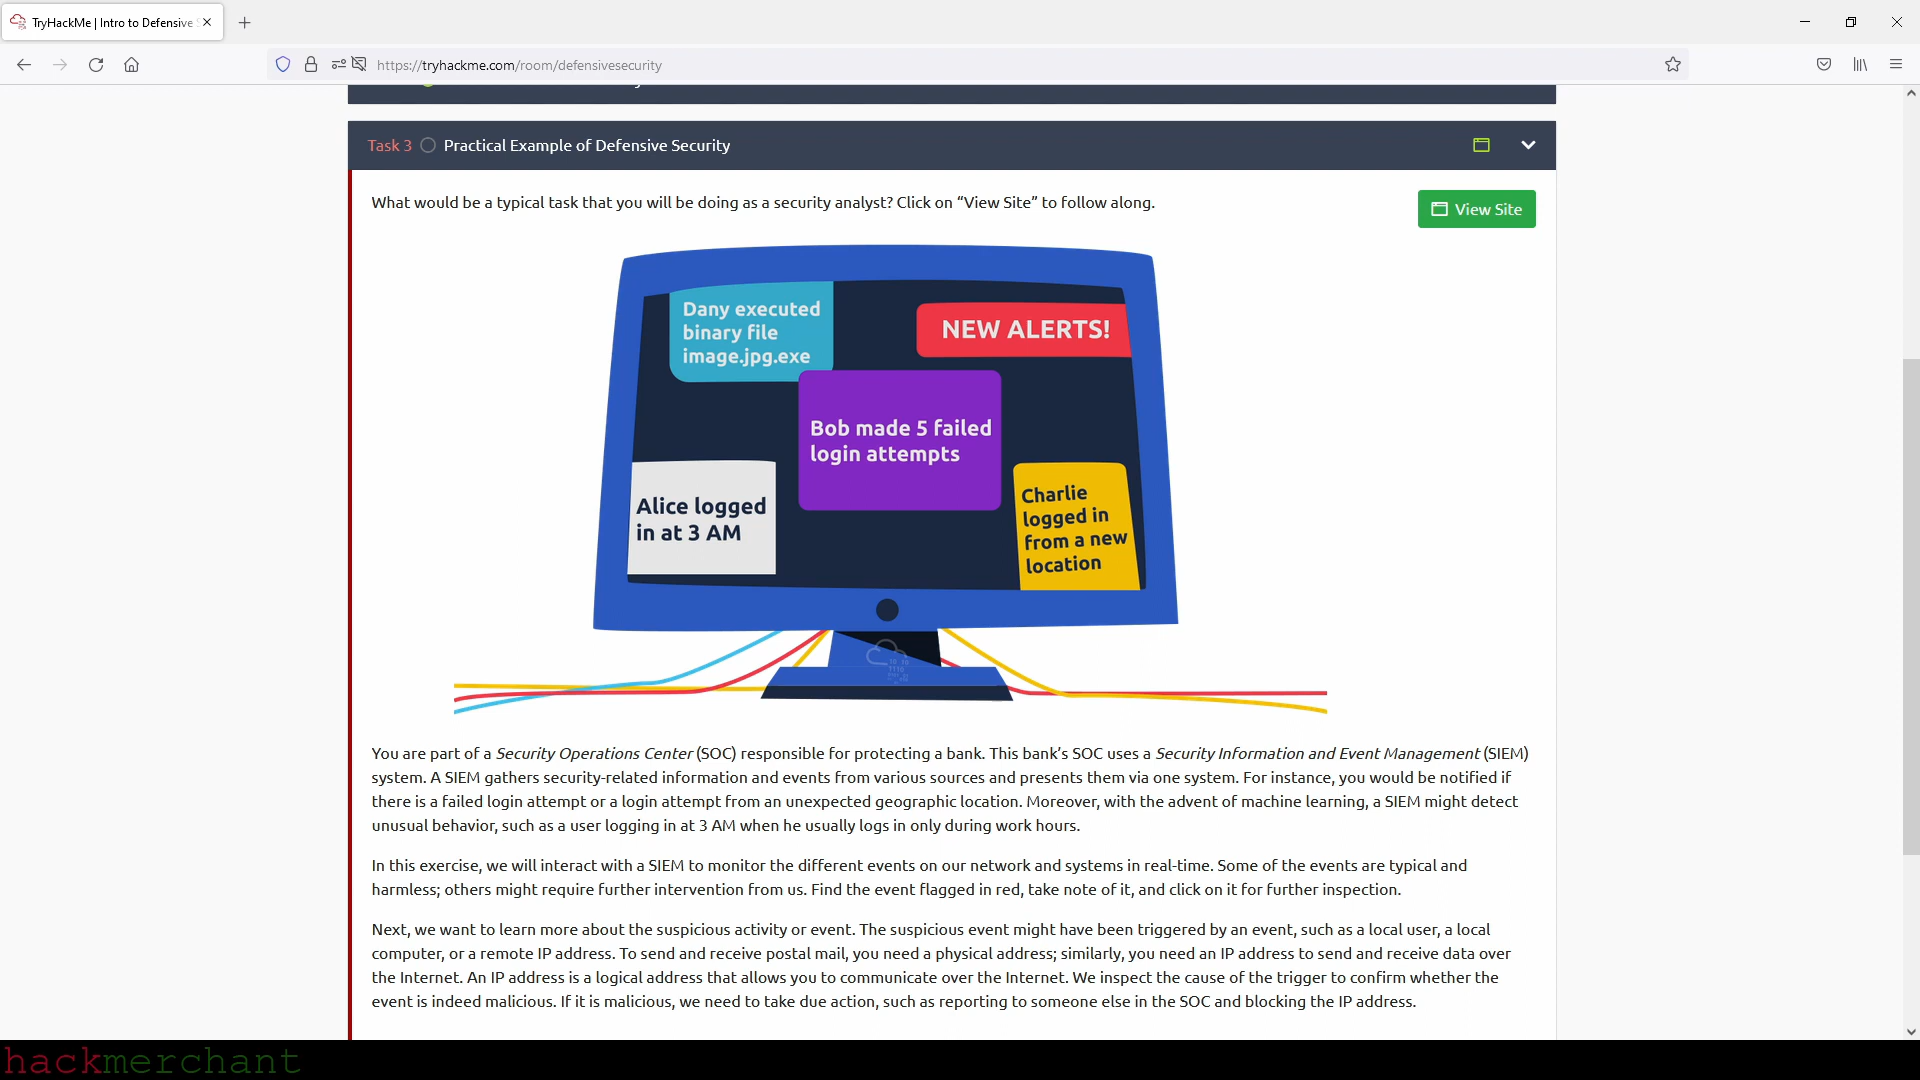 TryHackMe | Intro to Defensive
https://tryhackme.com/room/defensivesecurity
Task 3 Practical Example of Defensive Security
What would be a typical task that you will be doing as a security analyst? Click on “View Site” to follow along.
View Site
Dany executed
binary file
image.jpg.exe
NEW ALERTS!
Bob made 5 failed
login attempts
Alice logged
in at 3 AM
Charlie
logged in
from a new
location
You are part of a Security Operations Center (SOC) responsible for protecting a bank. This bank’s SOC uses a Security Information and Event Management (SIEM)
system. A SIEM gathers security-related information and events from various sources and presents them via one system. For instance, you would be notified if
there is a failed login attempt or a login attempt from an unexpected geographic location. Moreover, with the advent of machine learning, a SIEM might detect
unusual behavior, such as a user logging in at 3 AM when he usually logs in only during work hours.
In this exercise, we will interact with a SIEM to monitor the different events on our network and systems in real-time. Some of the events are typical and
harmless; others might require further intervention from us. Find the event flagged in red, take note of it, and click on it for further inspection.
Next, we want to learn more about the suspicious activity or event. The suspicious event might have been triggered by an event, such as a local user, a local
computer, or a remote IP address. To send and receive postal mail, you need a physical address; similarly, you need an IP address to send and receive data over
the Internet. An IP address is a logical address that allows you to communicate over the Internet. We inspect the cause of the trigger to confirm whether the
event is indeed malicious. If it is malicious, we need to take due action, such as reporting to someone else in the SOC and blocking the IP address.
hackmerchant